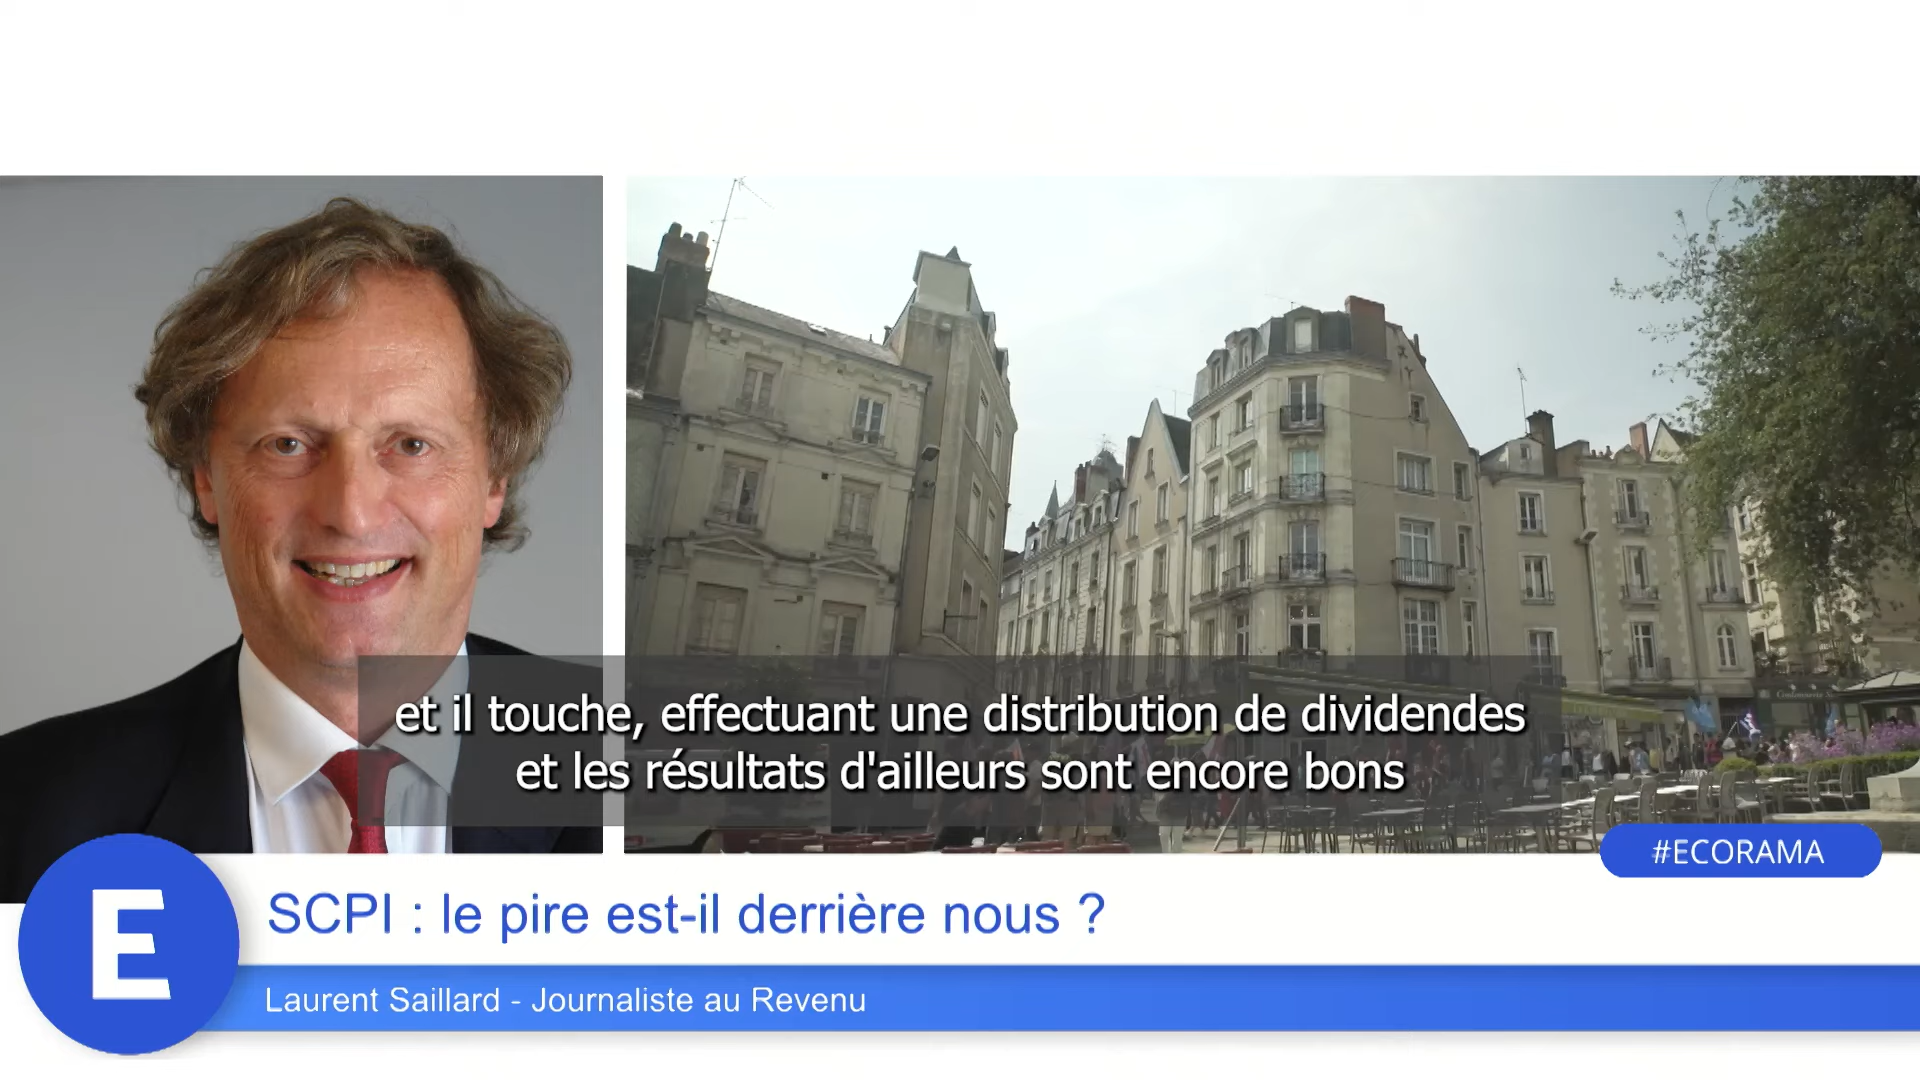 et il touche, effectuant une distribution de dividendes
et les résultats d'ailleurs sont encore bons
#ECORAMA
E
SCPI : le pire est-il derrière nous ?
Laurent Saillard - Journaliste au Revenu